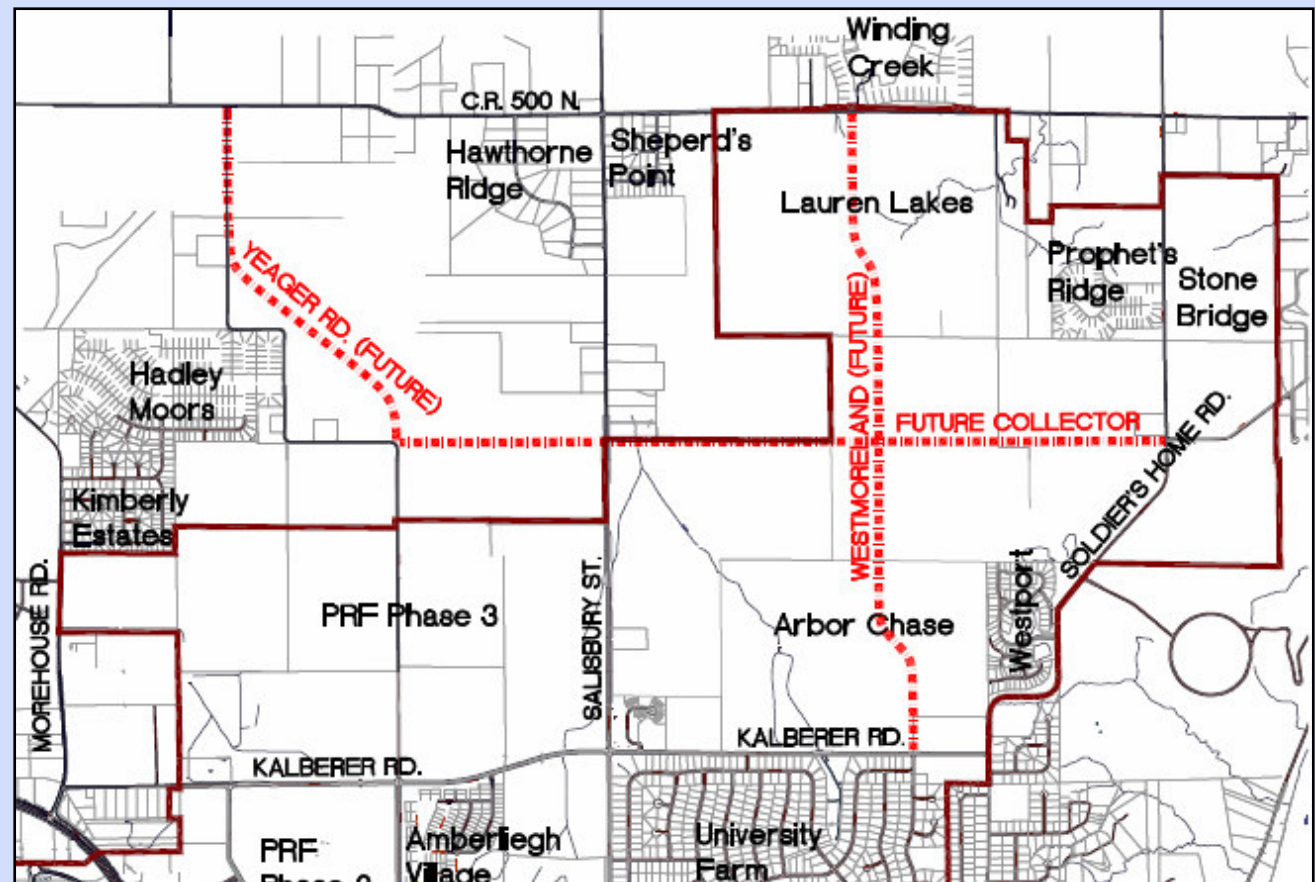 Winding
Creek
C.R. 500 N.
Hawthorne
Ridge
Sheperd's
Point
Lauren Lakes
Prophet's
Ridge
Stone
Bridge
YEAGER RD. (FUTURE)
WESTMORELAND (FUTURE)
Hadley
Moors
FUTURE COLLECTOR
SOLDIER'S HOME RD.
Kimberly
Estates
MOREHOUSE RD.
PRF Phase 3
SALISBURY ST.
Arbor Chase
Westport
KALBERER RD.
KALBERER RD.
PRF
Phase
Amberliegh
Village
University
Farm